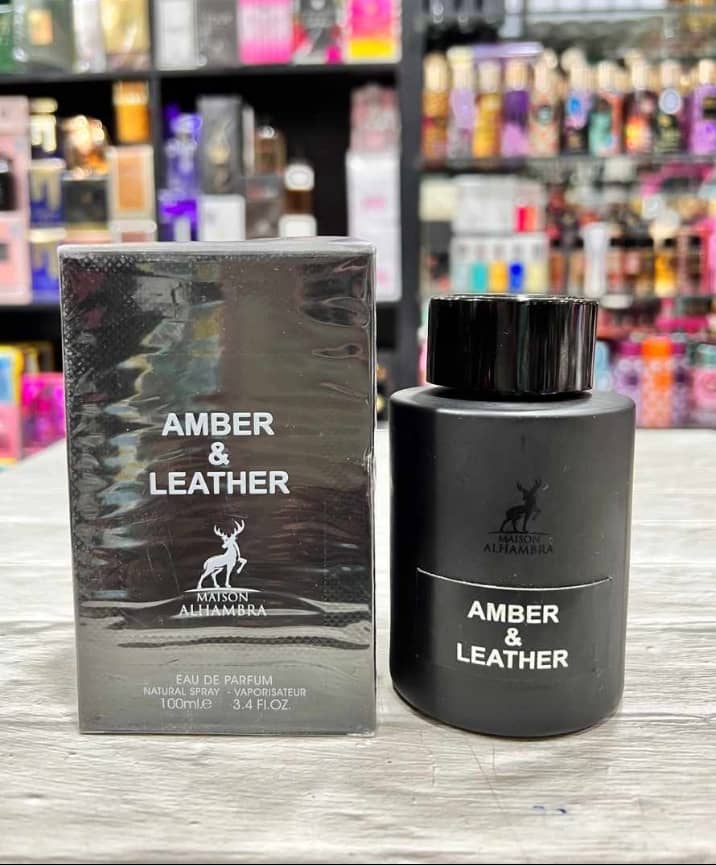 AMBER
&
LEATHER
MAISON
ALHAMBRA
EAU DE PARFUM
NATURAL SPRAY - VAPORISATEUR
100ml.e 3.4 Fl.OZ.
MAISON
ALHAMBRA
AMBER
&
LEATHER